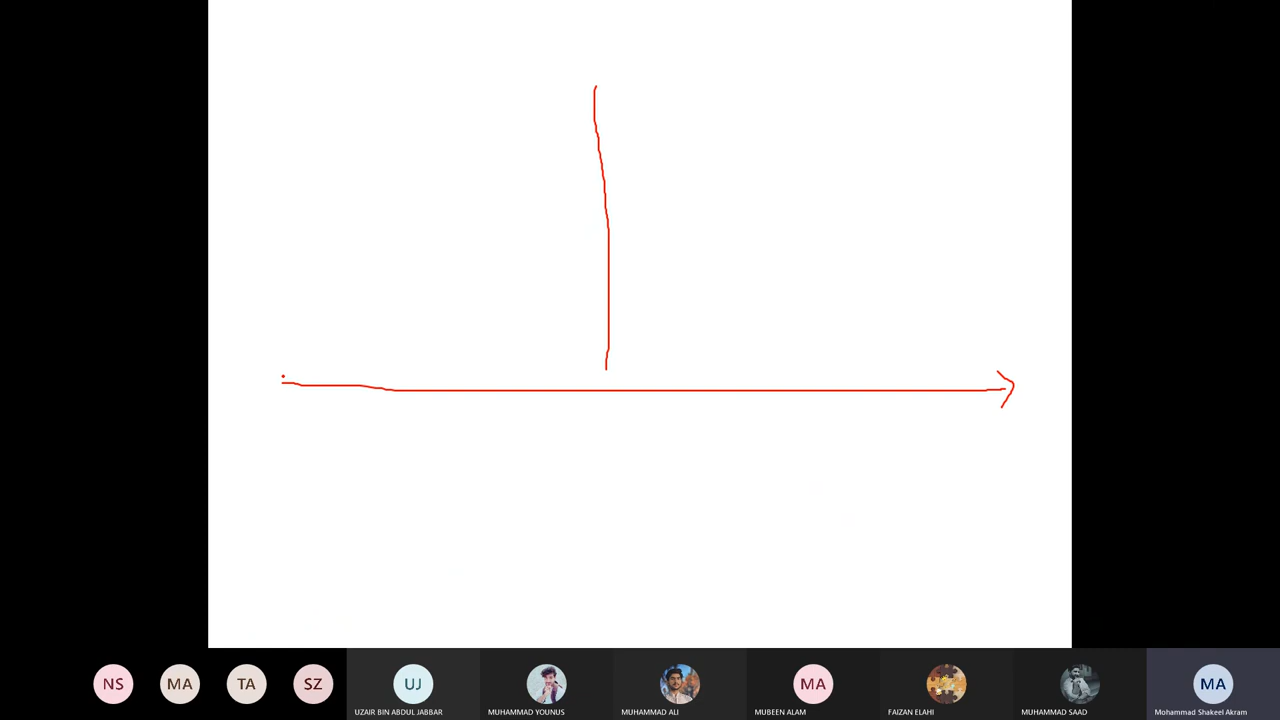 NS MA TA SZ UJ MA MA
UZAIR BIN ABDUL JABBAR MUHAMMAD YOUNUS MUHAMMAD ALI MUBEEN ALAM FAIZAN ELAHI MUHAMMAD SAAD Mohammad Shakeel Akram